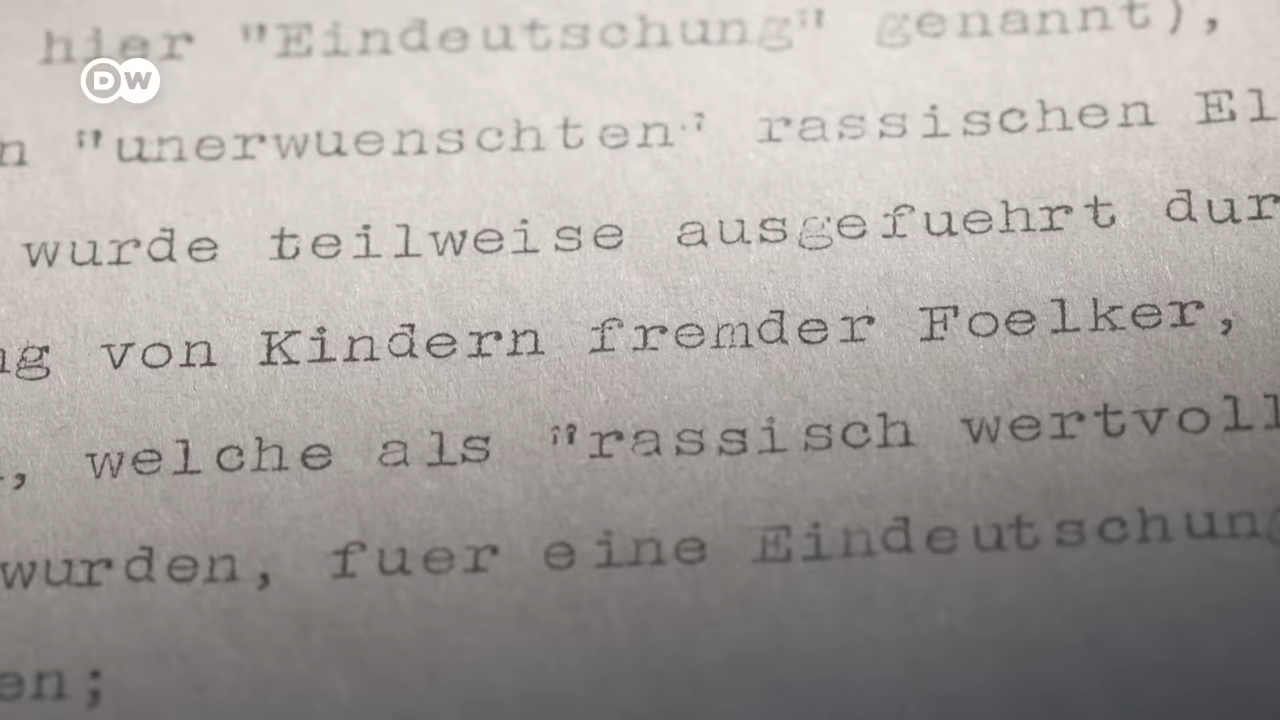 hier "Eindeutschung" genannt),
DW
n "unerwuenschten" rassischen El
wurde teilweise ausgefuehrt dur
ng von Kindern fremder Foelker,
, welche als "rassisch wertvoll
wurden, fuer eine Eindeutschung
en;